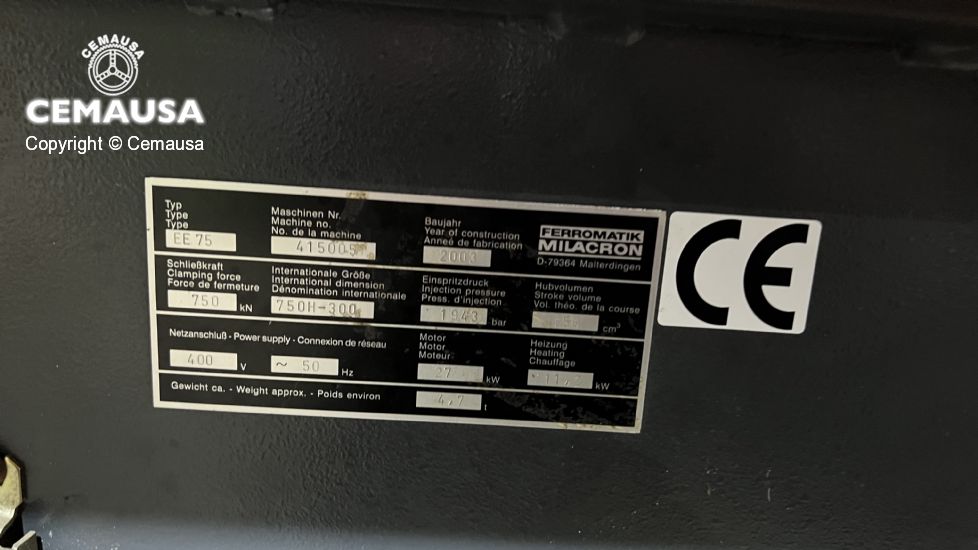 CEMAUSA
CEMAUSA
Copyright © Cemausa
Typ
Type
Type
EE 75
Maschinen Nr.
Machine no.
No. de la machine
415005
Baujahr
Year of construction
Année de fabrication
2003
FERROMATIK
MILACRON
D-79364 Malterdingen
Schließkraft
Clamping force
Force de fermeture
750 kN
Internationale Größe
International dimension
Dénomination internationale
750H-300
Einspritzdruck
Injection pressure
Press. d'injection
1943 bar
Hubvolumen
Stroke volume
Vol. théo. de la course
cm³
Netzanschluß - Power supply - Connexion de réseau
400 V
~ 50 Hz
Motor
Motor
Moteur
27 kW
Heizung
Heating
Chauffage
kW
Gewicht ca. - Weight approx. - Poids environ
4,7 t
CE